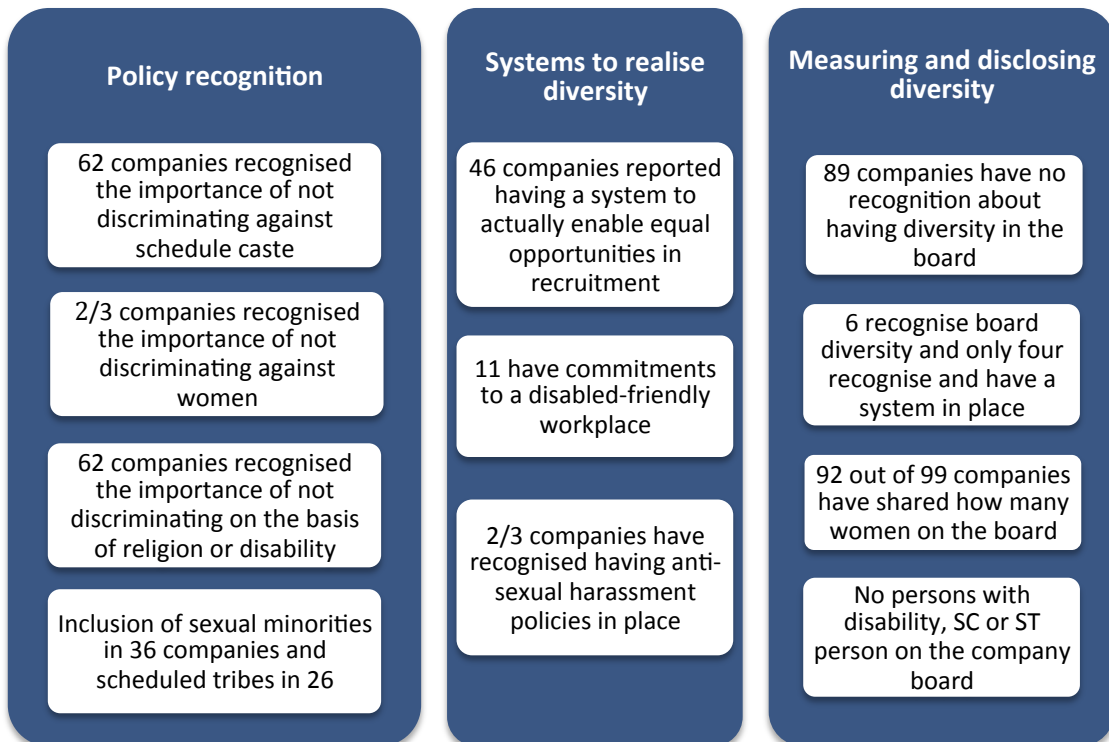 Policy recognition
62 companies recognised
the importance of not
discriminating against
schedule caste
2/3 companies recognised
the importance of not
discriminating against
women
62 companies recognised
the importance of not
discriminating on the basis
of religion or disability
Inclusion of sexual minorities
in 36 companies and
scheduled tribes in 26
Systems to realise
diversity
46 companies reported
having a system to
actually enable equal
opportunities in
recruitment
11 have commitments
to a disabled-friendly
workplace
2/3 companies have
recognised having anti-
sexual harassment
policies in place
Measuring and disclosing
diversity
89 companies have no
recognition about
having diversity in the
board
6 recognise board
diversity and only four
recognise and have a
system in place
92 out of 99 companies
have shared how many
women on the board
No persons with
disability, SC or ST
person on the company
board